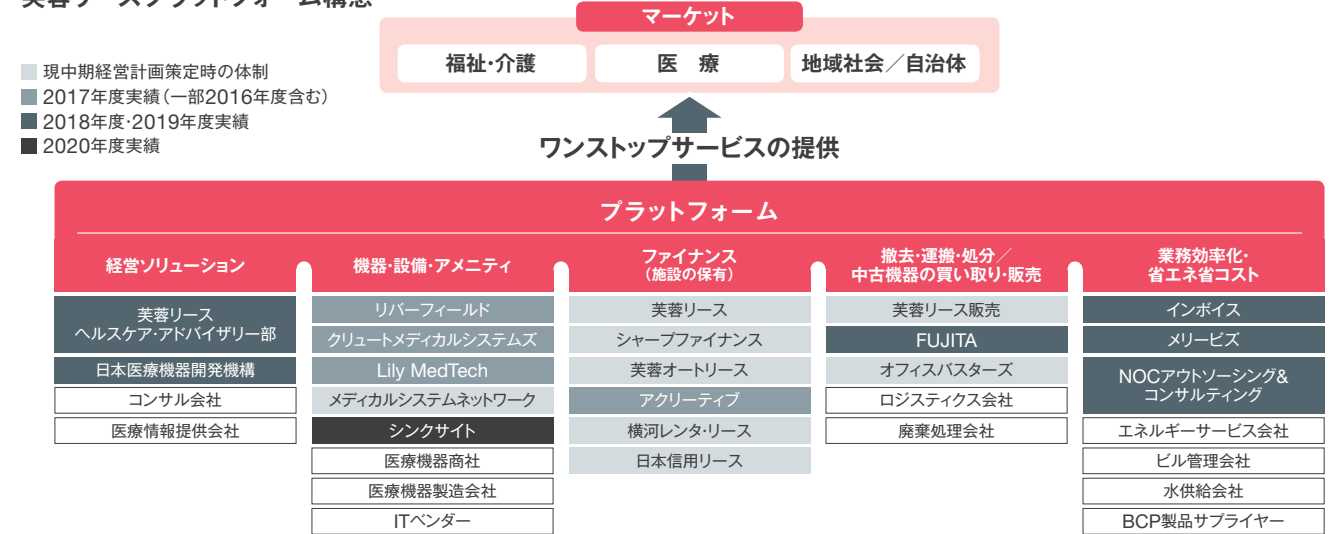 芙蓉リースプラットフォーム構想
マーケット
福祉・介護
医 療
地域社会／自治体
現中期経営計画策定時の体制
2017年度実績（一部2016年度含む）
2018年度・2019年度実績
2020年度実績
ワンストップサービスの提供
プラットフォーム
経営ソリューション
芙蓉リース
ヘルスケア・アドバイザリー部
日本医療機器開発機構
コンサル会社
医療情報提供会社
機器・設備・アメニティ
リバーフィールド
クリュートメディカルシステムズ
Lily MedTech
メディカルシステムネットワーク
シンクサイト
医療機器商社
医療機器製造会社
ITベンダー
ファイナンス
（施設の保有）
芙蓉リース
シャープファイナンス
芙蓉オートリース
アクリーティブ
横河レンタ・リース
日本信用リース
撤去・運搬・処分／
中古機器の買い取り・販売
芙蓉リース販売
FUJITA
オフィスバスターズ
ロジスティクス会社
廃棄処理会社
業務効率化・
省エネ省コスト
インボイス
メリービズ
NOCアウトソーシング&
コンサルティング
エネルギーサービス会社
ビル管理会社
水供給会社
BCP製品サプライヤー